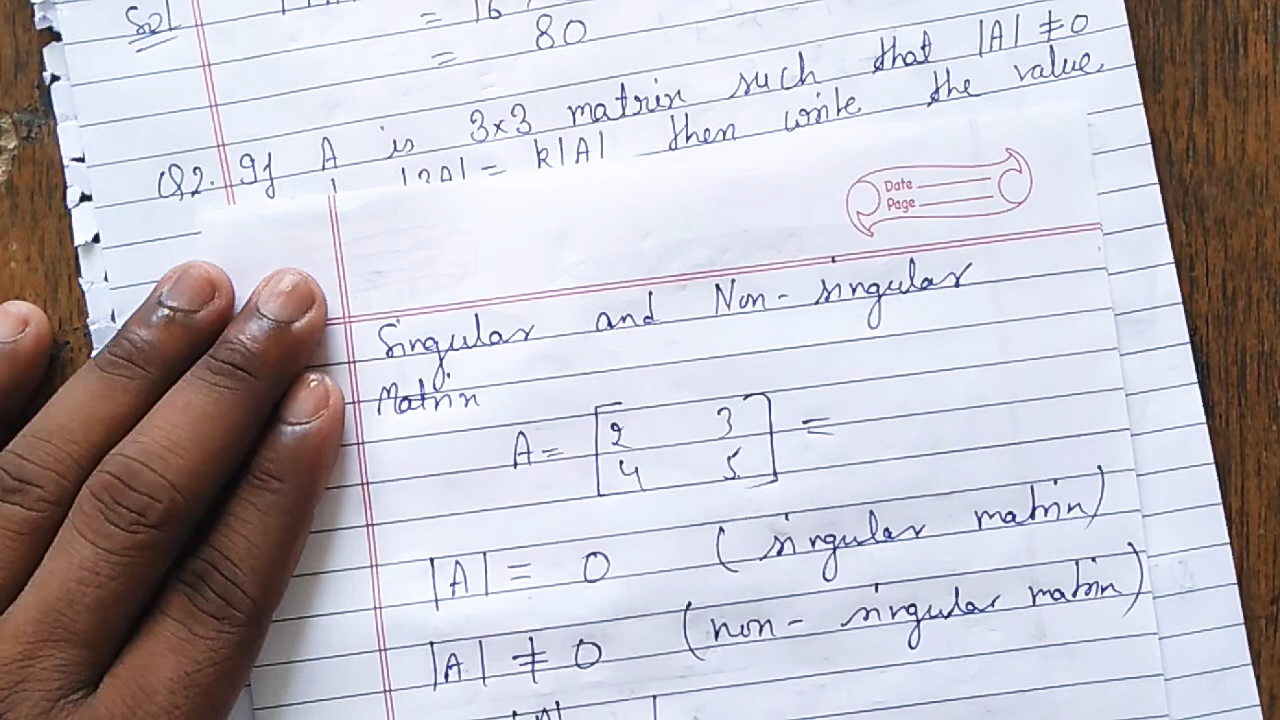 Sol
= 16
= 80
Q2. If A is 3×3 matrix such that |A| ≠ 0
= k|A| then write the value
Date
Page
Singular and Non-singular
Matrix
A = [2 3
4 5] =
|A| = 0 (singular matrix)
|A| ≠ 0 (non-singular matrix)